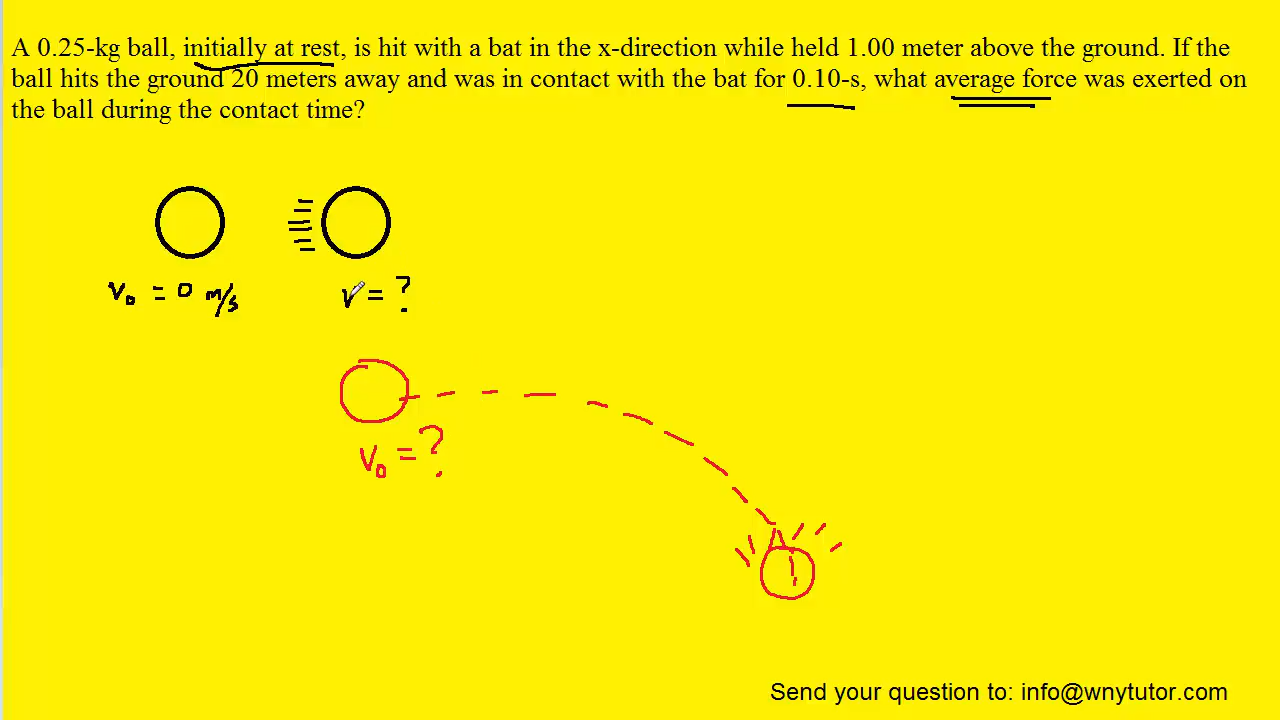 A 0.25-kg ball, initially at rest, is hit with a bat in the x-direction while held 1.00 meter above the ground. If the
ball hits the ground 20 meters away and was in contact with the bat for 0.10-s, what average force was exerted on
the ball during the contact time?
v₀ = 0 m/s
v = ?
v₀ = ?
Send your question to: info@wnytutor.com